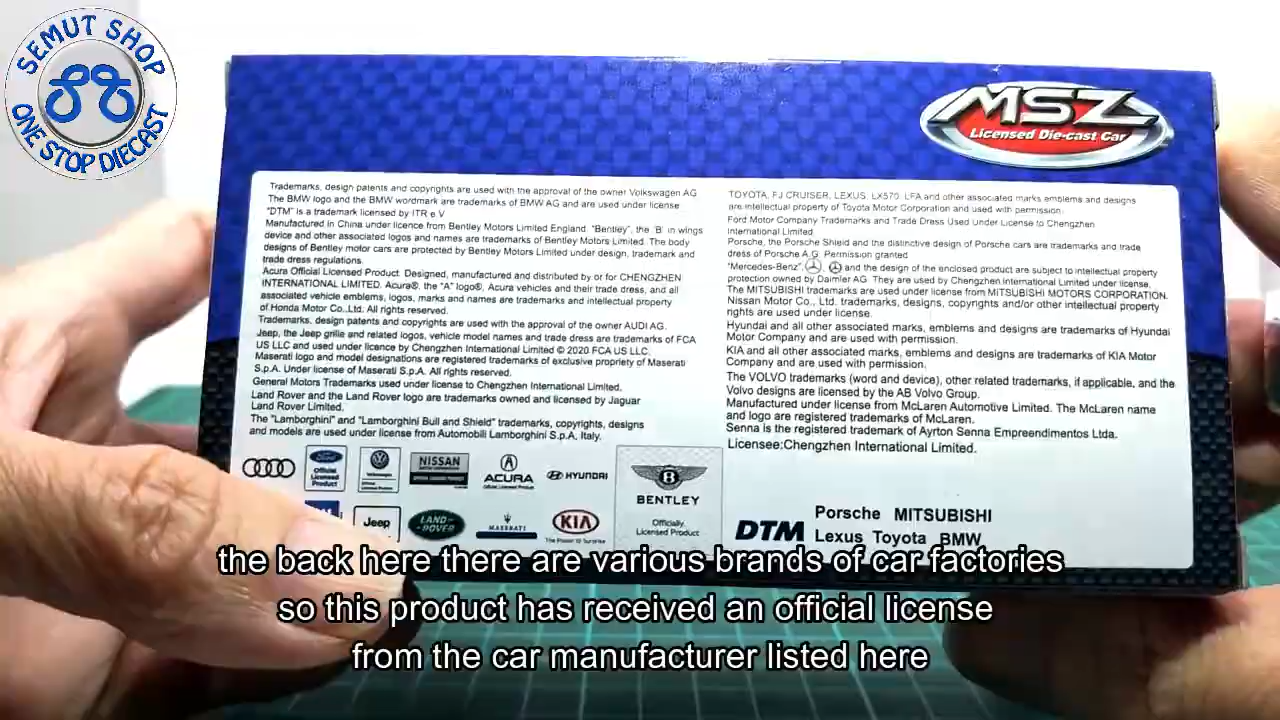 SEMUT SHOP
ONE STOP DIECAST
MSZ
Licensed Die-cast Car
Trademarks, design patents and copyrights are used with the approval of the owner Volkswagen AG
The BMW logo and the BMW wordmark are trademarks of BMW AG and are used under license
"DTM" is a trademark licensed by ITR e.V
Manufactured in China under licence from Bentley Motors Limited England. "Bentley", the 'B' in wings
device and other associated logos and names are trademarks of Bentley Motors Limited. The body
designs of Bentley motor cars are protected by Bentley Motors Limited under design, trademark and
trade dress regulations.
Acura Official Licensed Product. Designed, manufactured and distributed by or for CHENGZHEN
INTERNATIONAL LIMITED. Acura®, the "A" logo®, Acura vehicles and their trade dress, and all
associated vehicle emblems, logos, marks and names are trademarks and intellectual property
of Honda Motor Co.,Ltd. All rights reserved.
Trademarks, design patents and copyrights are used with the approval of the owner AUDI AG.
Jeep, the Jeep grille and related logos, vehicle model names and trade dress are trademarks of FCA
US LLC and used under licence by Chengzhen International Limited © 2020 FCA US LLC.
Maserati logo and model designations are registered trademarks of exclusive propriety of Maserati
S.p.A. Under license of Maserati S.p.A. All rights reserved.
General Motors Trademarks used under license to Chengzhen International Limited.
Land Rover and the Land Rover logo are trademarks owned and licensed by Jaguar
Land Rover Limited.
The "Lamborghini" and "Lamborghini Bull and Shield" trademarks, copyrights, designs
and models are used under license from Automobili Lamborghini S.p.A, Italy.
TOYOTA, FJ CRUISER, LEXUS, LX570, LFA and other associated marks emblems and designs
are intellectual property of Toyota Motor Corporation and used with permission.
Ford Motor Company Trademarks and Trade Dress Used Under License to Chengzhen
International Limited
Porsche, the Porsche Shield and the distinctive design of Porsche cars are trademarks and trade
dress of Porsche A.G. Permission granted
"Mercedes-Benz", and the design of the enclosed product are subject to intellectual property
protection owned by Daimler AG. They are used by Chengzhen International Limited under license.
The MITSUBISHI trademarks are used under license from MITSUBISHI MOTORS CORPORATION.
Nissan Motor Co., Ltd. trademarks, designs, copyrights and/or other intellectual property
rights are used under license.
Hyundai and all other associated marks, emblems and designs are trademarks of Hyundai
Motor Company and are used with permission.
KIA and all other associated marks, emblems and designs are trademarks of KIA Motor
Company and are used with permission.
The VOLVO trademarks (word and device), other related trademarks, if applicable, and the
Volvo designs are licensed by the AB Volvo Group.
Manufactured under license from McLaren Automotive Limited. The McLaren name
and logo are registered trademarks of McLaren.
Senna is the registered trademark of Ayrton Senna Empreendimentos Ltda.
Licensee:Chengzhen International Limited.
Ford
Official
Licensed
Product
Volkswagen
NISSAN
ACURA
Official Licensed Product
HYUNDAI
B
BENTLEY
Officially
Licensed Product
Jeep
LAND-
ROVER
MASERATI
KIA
The Power to Surprise
DTM
Porsche MITSUBISHI
Lexus Toyota BMW
the back here there are various brands of car factories
so this product has received an official license
from the car manufacturer listed here